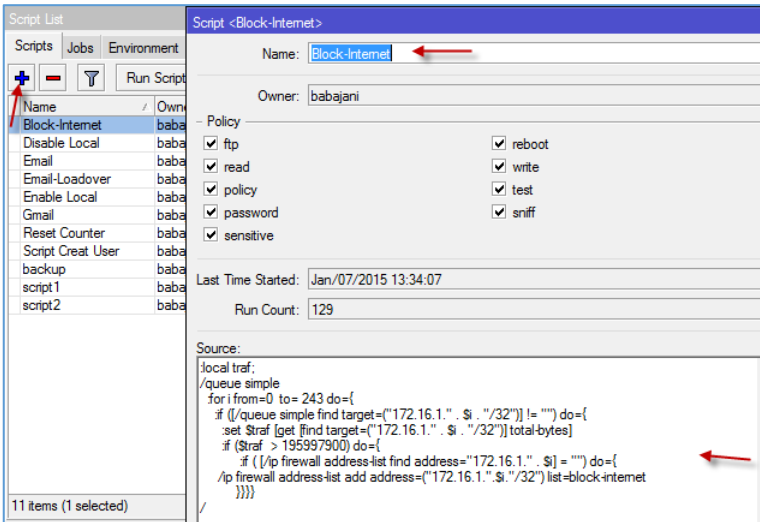 Script List
Scripts Jobs Environment
Run Script
Name / Own
Block-Internet baba
Disable Local baba
Email baba
Email-Loadover baba
Enable Local baba
Gmail baba
Reset Counter baba
Script Creat User baba
backup baba
script1 baba
script2 baba
11 items (1 selected)
Script <Block-Internet>
Name: Block-Internet
Owner: babajani
Policy
ftp reboot
read write
policy test
password sniff
sensitive
Last Time Started: Jan/07/2015 13:34:07
Run Count: 129
Source:
:local traf;
/queue simple
:for i from=0 to= 243 do={
:if ([/queue simple find target=("172.16.1." . $i . "/32")] != "") do={
:set $traf [get [find target=("172.16.1." . $i . "/32")] total-bytes]
:if ($traf > 195997900) do={
:if ( [/ip firewall address-list find address="172.16.1." . $i] = "") do={
/ip firewall address-list add address=("172.16.1.".$i."/32") list=block-internet
}}}}
/